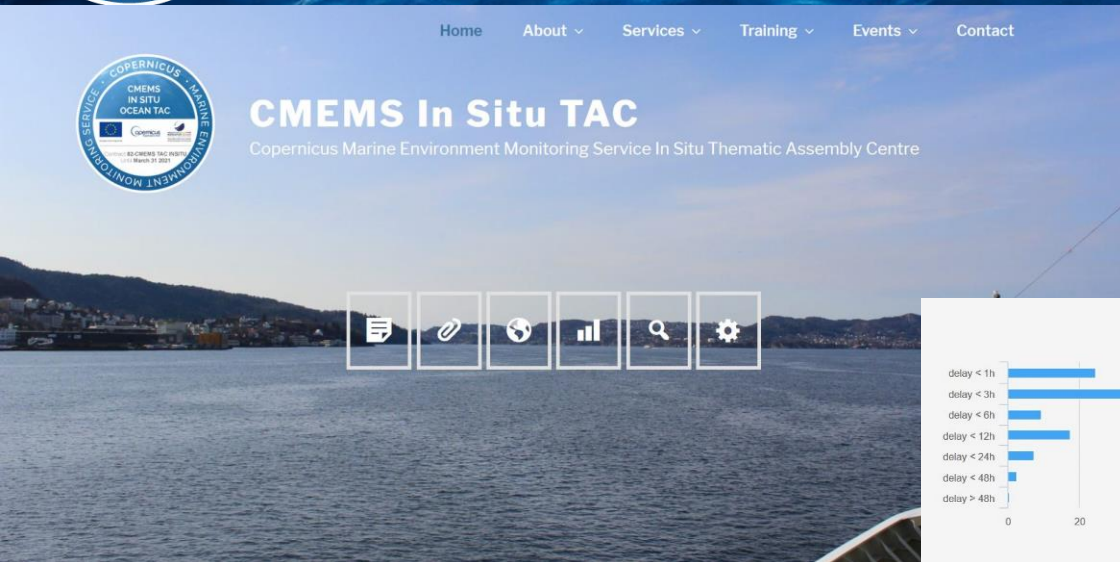 Home About Services Training Events Contact
COPERNICUS · MARINE ENVIRONMENT MONITORING SERVICE ·
CMEMS
IN SITU
OCEAN TAC
Copernicus
until March 31 2021
CMEMS In Situ TAC
Copernicus Marine Environment Monitoring Service In Situ Thematic Assembly Centre
delay < 1h
delay < 3h
delay < 6h
delay < 12h
delay < 24h
delay < 48h
delay > 48h
0 20